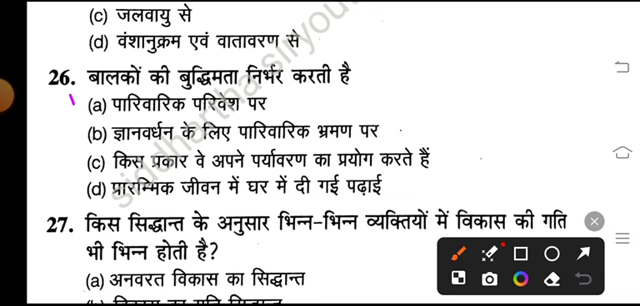 (c) जलवायु से
(d) वंशानुक्रम एवं वातावरण से
26. बालकों की बुद्धिमता निर्भर करती है
(a) पारिवारिक परिवेश पर
(b) ज्ञानवर्धन के लिए पारिवारिक भ्रमण पर
(c) किस प्रकार वे अपने पर्यावरण का प्रयोग करते हैं
(d) प्रारम्भिक जीवन में घर में दी गई पढ़ाई
27. किस सिद्धान्त के अनुसार भिन्न-भिन्न व्यक्तियों में विकास की गति
भी भिन्न होती है?
(a) अनवरत विकास का सिद्धान्त